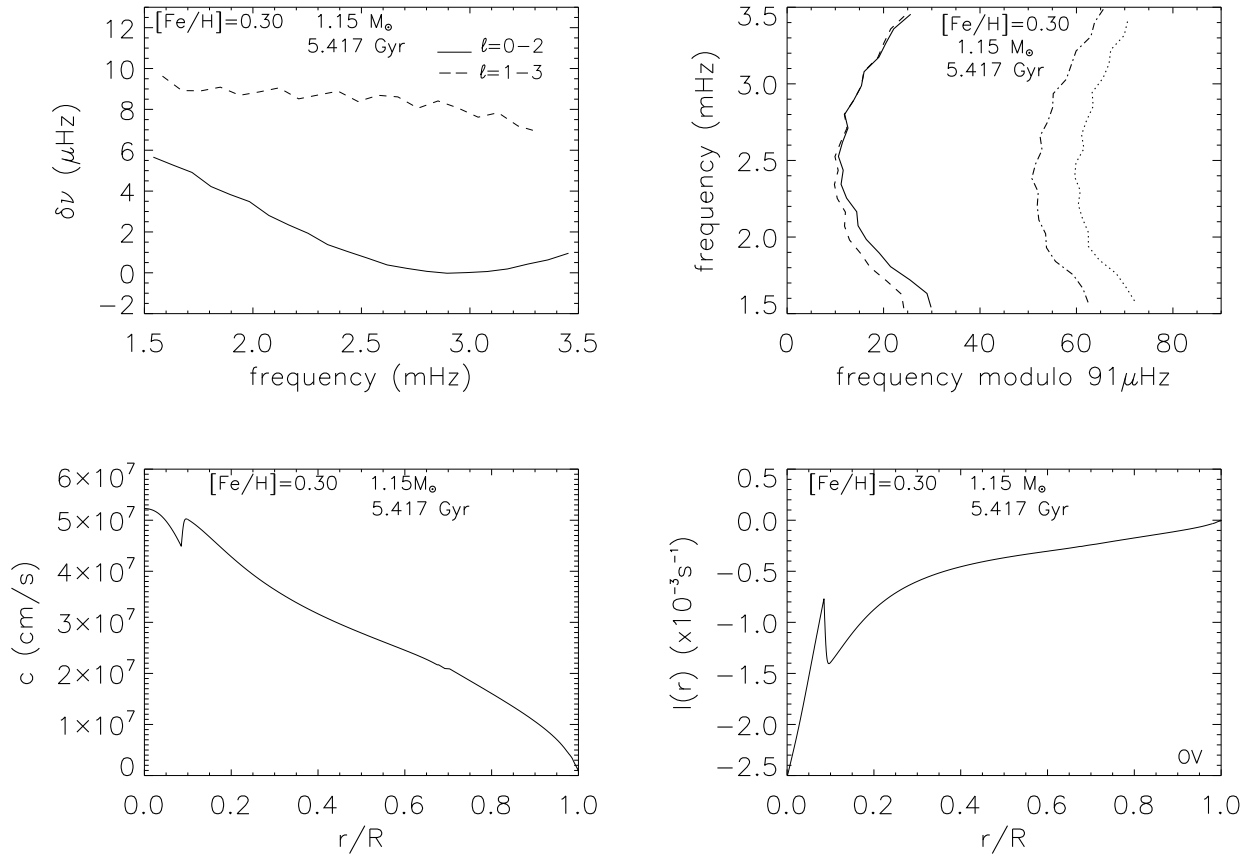 [Fe/H]=0.30 1.15 M☉
5.417 Gyr
ℓ=0−2
ℓ=1−3
12
10
8
6
4
2
0
−2
δν (μHz)
1.5 2.0 2.5 3.0 3.5
frequency (mHz)
[Fe/H]=0.30
1.15 M☉
5.417 Gyr
4.0
3.5
3.0
2.5
2.0
1.5
frequency (mHz)
0 20 40 60 80
frequency modulo 91μHz
[Fe/H]=0.30 1.15M☉
5.417 Gyr
6×10⁷
5×10⁷
4×10⁷
3×10⁷
2×10⁷
1×10⁷
0
c (cm/s)
0.0 0.2 0.4 0.6 0.8 1.0
r/R
[Fe/H]=0.30 1.15 M☉
5.417 Gyr
0.5
0.0
−0.5
−1.0
−1.5
−2.0
−2.5
I(r) (x10⁻³s⁻¹)
OV
0.0 0.2 0.4 0.6 0.8 1.0
r/R